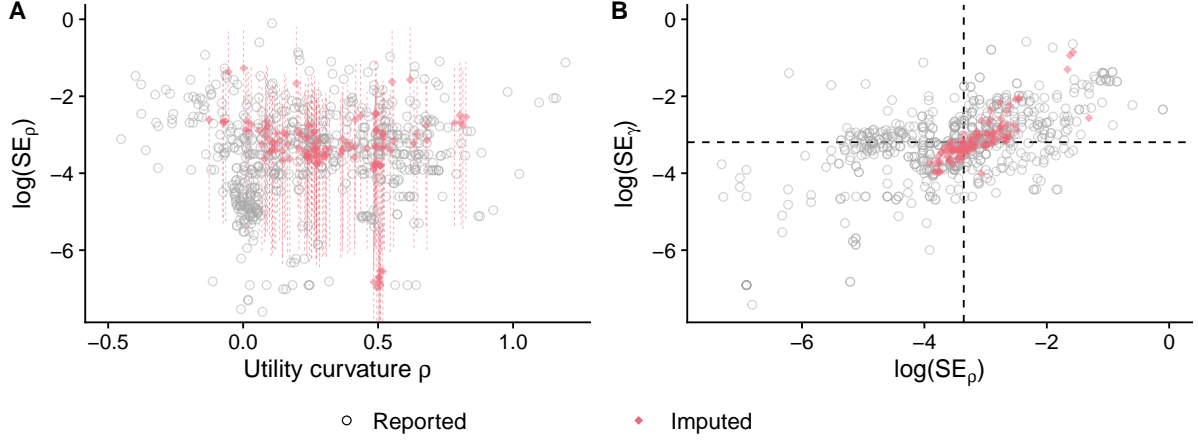 A
0
−2
−4
−6
log(SEρ)
−0.5 0.0 0.5 1.0
Utility curvature ρ
B
0
−2
−4
−6
log(SEγ)
−6 −4 −2 0
log(SEρ)
Reported Imputed